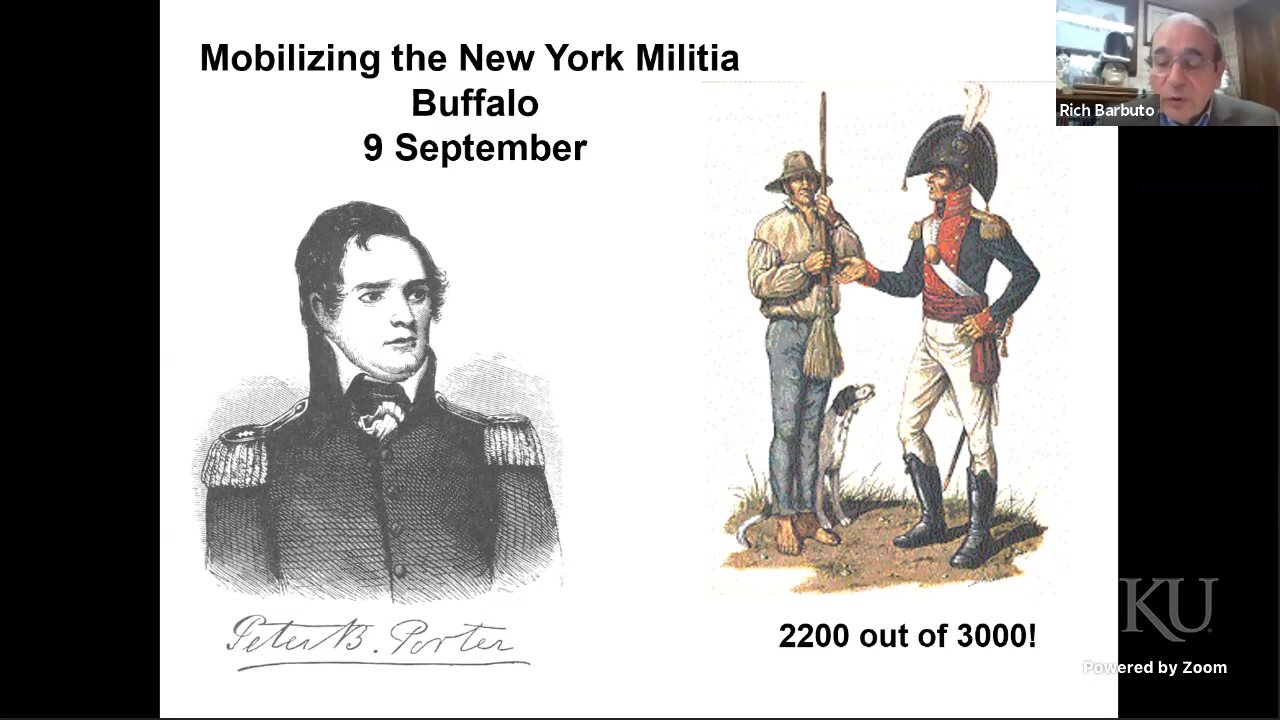 Mobilizing the New York Militia
Buffalo
9 September
Rich Barbuto
Peter B. Porter
2200 out of 3000!
KU
Powered by Zoom